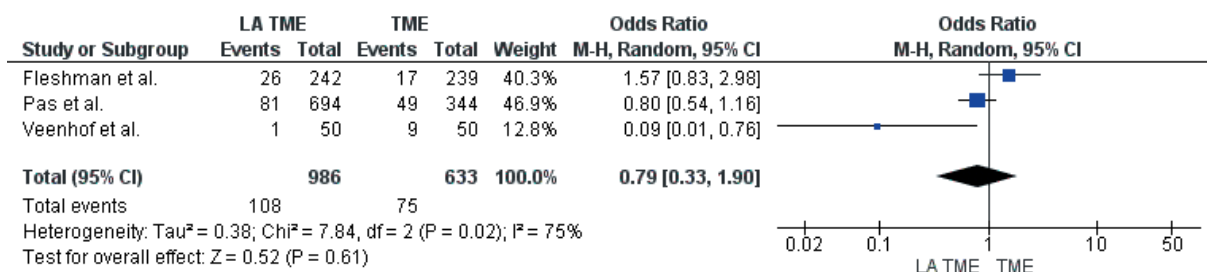 LA TME TME Odds Ratio Odds Ratio
Study or Subgroup Events Total Events Total Weight M-H, Random, 95% CI M-H, Random, 95% CI
Fleshman et al. 26 242 17 239 40.3% 1.57 [0.83, 2.98]
Pas et al. 81 694 49 344 46.9% 0.80 [0.54, 1.16]
Veenhof et al. 1 50 9 50 12.8% 0.09 [0.01, 0.76]
Total (95% CI) 986 633 100.0% 0.79 [0.33, 1.90]
Total events 108 75
Heterogeneity: Tau² = 0.38; Chi² = 7.84, df = 2 (P = 0.02); I² = 75%
Test for overall effect: Z = 0.52 (P = 0.61)
0.02 0.1 1 10 50
LA TME TME